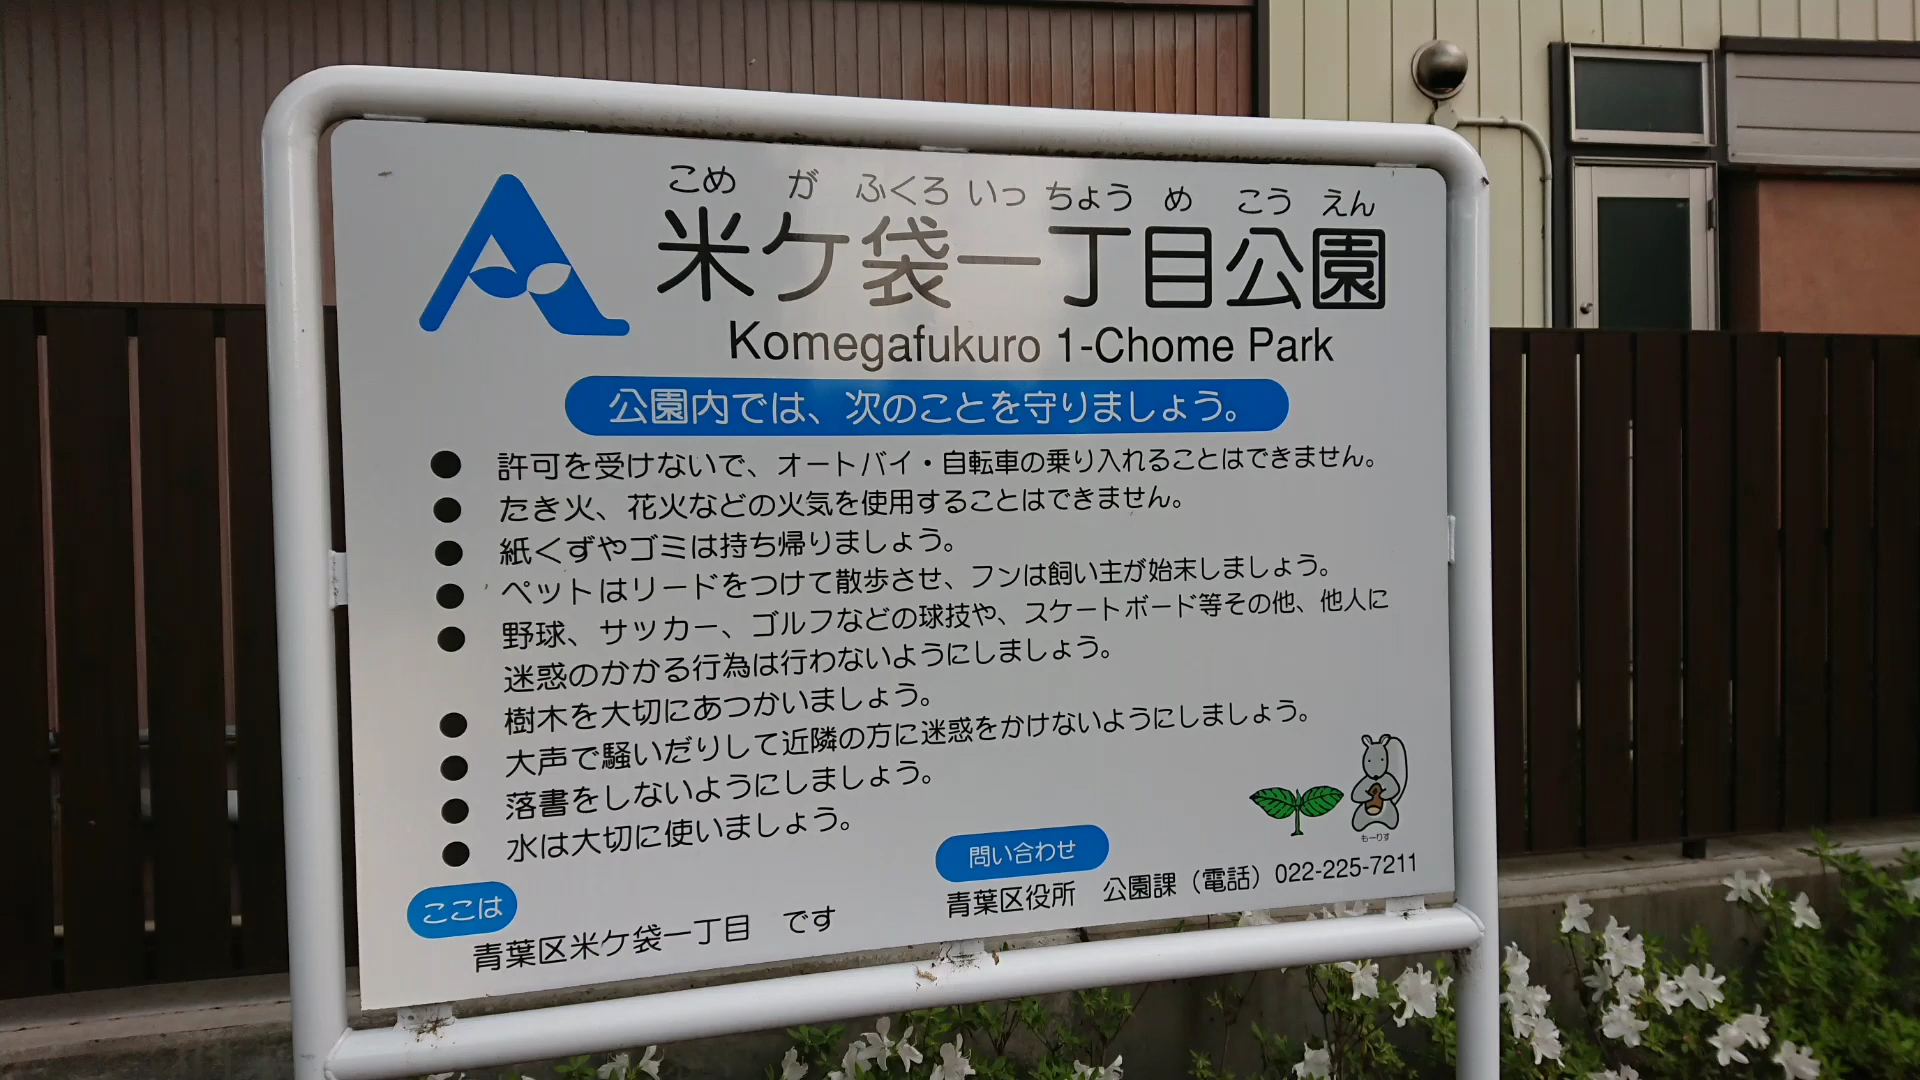 こめ が ふくろ いっ ちょう め こう えん
米ケ袋一丁目公園
Komegafukuro 1-Chome Park
公園内では、次のことを守りましょう。
● 許可を受けないで、オートバイ・自転車の乗り入れることはできません。
● たき火、花火などの火気を使用することはできません。
● 紙くずやゴミは持ち帰りましょう。
● ペットはリードをつけて散歩させ、フンは飼い主が始末しましょう。
● 野球、サッカー、ゴルフなどの球技や、スケートボード等その他、他人に
迷惑のかかる行為は行わないようにしましょう。
● 樹木を大切にあつかいましょう。
● 大声で騒いだりして近隣の方に迷惑をかけないようにしましょう。
● 落書をしないようにしましょう。
● 水は大切に使いましょう。
もーりす
ここは
青葉区米ケ袋一丁目 です
問い合わせ
青葉区役所 公園課（電話）022-225-7211